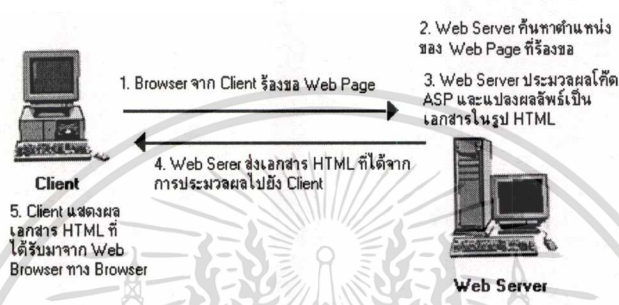 2. Web Server ค้นหาตำแหน่ง
ของ Web Page ที่ร้องขอ
1. Browser จาก Client ร้องขอ Web Page
3. Web Server ประมวลผลโค๊ด
ASP และแปลงผลลัพธ์เป็น
เอกสารในรูป HTML
4. Web Serer ส่งเอกสาร HTML ที่ได้จาก
การประมวลผลไปยัง Client
Client
5. Client แสดงผล
เอกสาร HTML ที่
ได้รับมาจาก Web
Browser ทาง Browser
Web Server